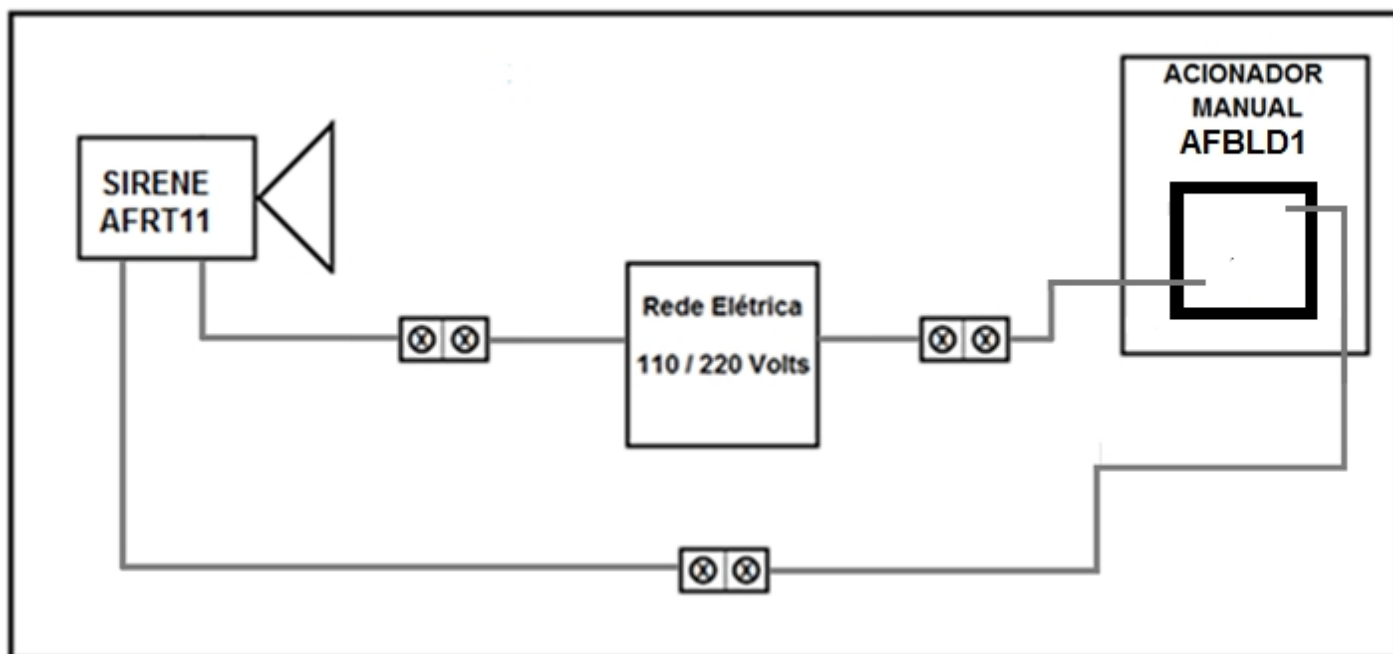 SIRENE
AFRT11
Rede Elétrica
110 / 220 Volts
ACIONADOR
MANUAL
AFBLD1